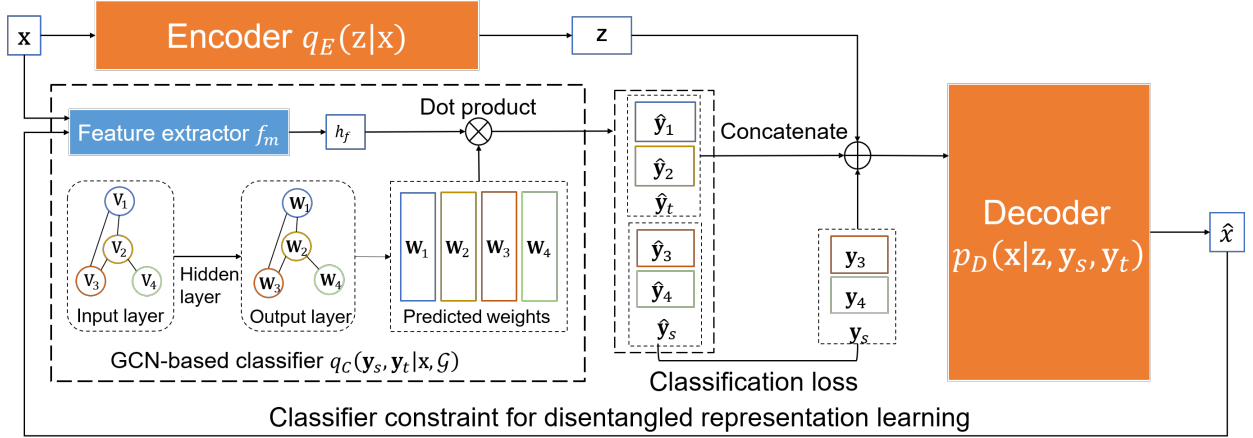 x
Encoder q_E(z|x)
z
Dot product
Feature extractor f_m
h_f
ŷ_1
ŷ_2
ŷ_t
Concatenate
V_1
V_2
V_3
V_4
Input layer
Hidden
layer
W_1
W_2
W_3
W_4
Output layer
W_1 W_2 W_3 W_4
Predicted weights
ŷ_3
ŷ_4
ŷ_s
y_3
y_4
y_s
Decoder
p_D(x|z, y_s, y_t)
x̂
GCN-based classifier q_C(y_s, y_t|x, 𝒢)
Classification loss
Classifier constraint for disentangled representation learning